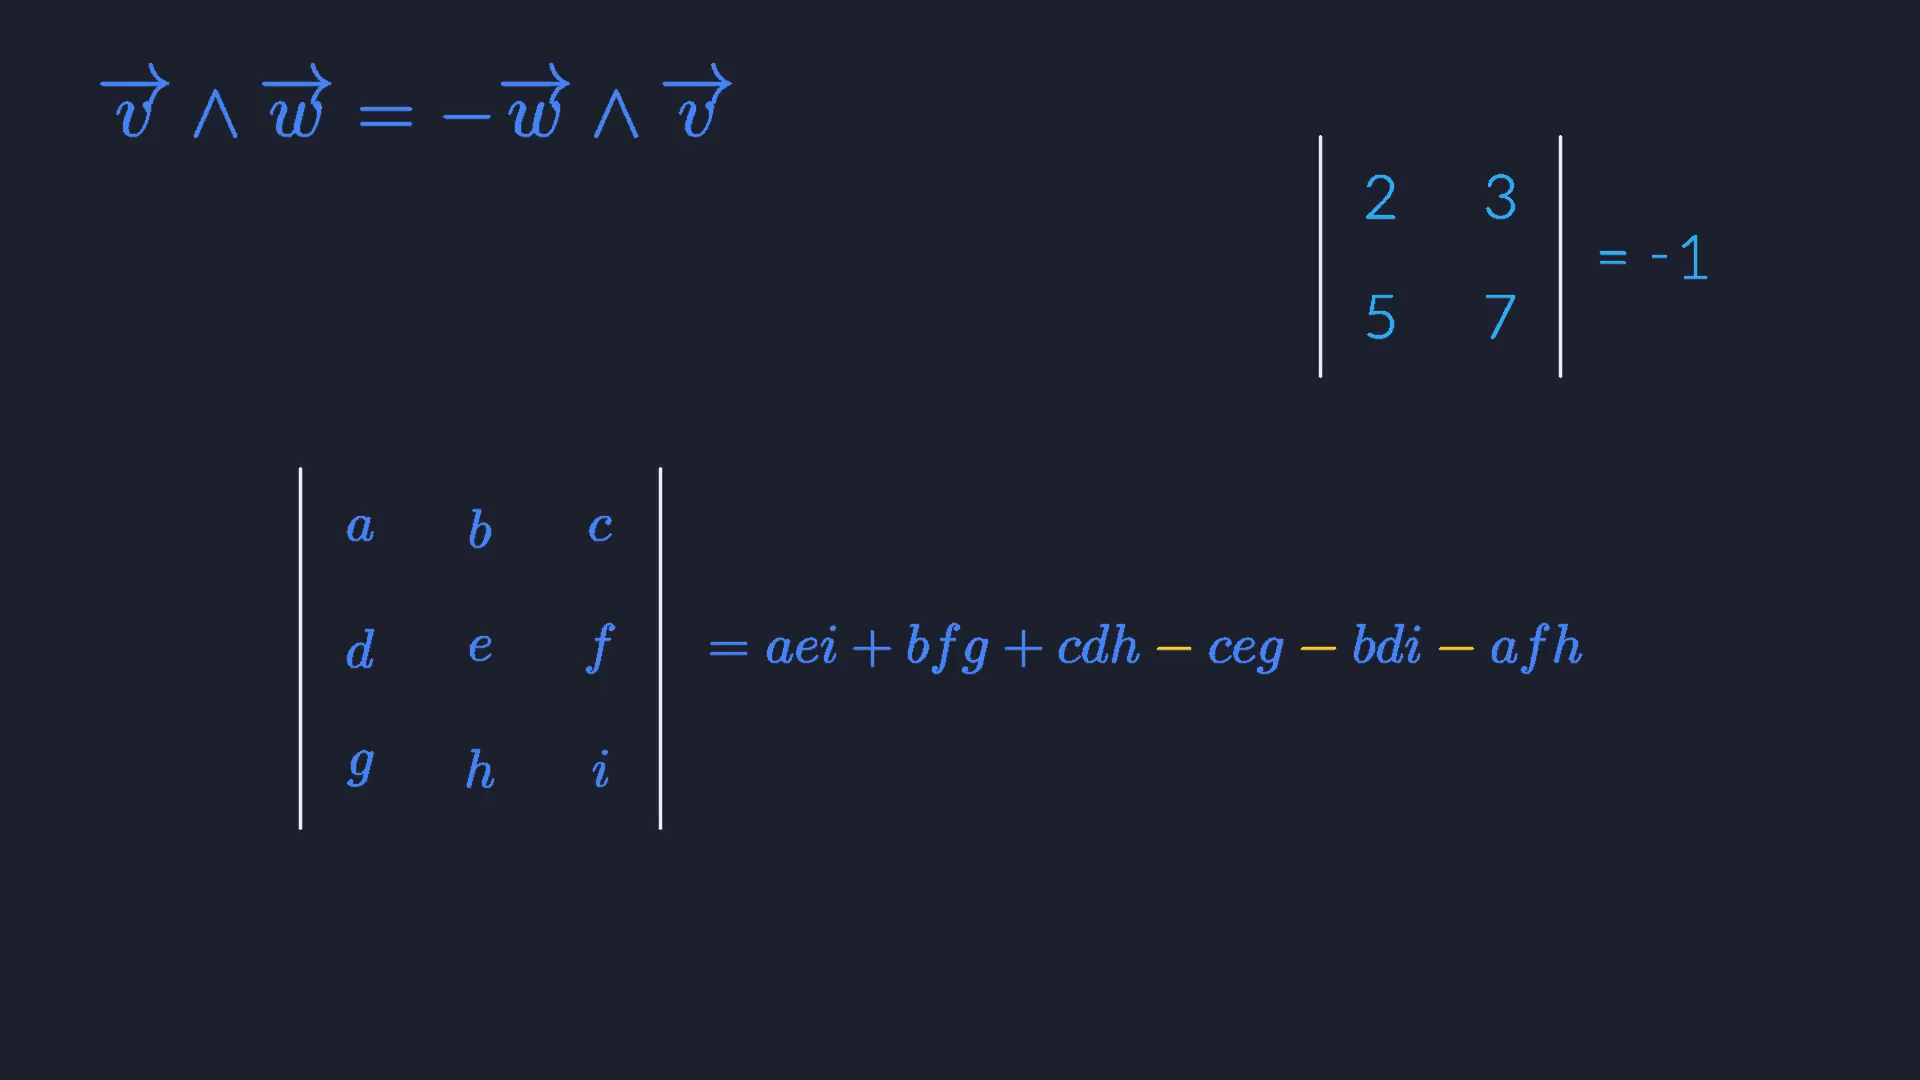 v⃗ ∧ w⃗ = −w⃗ ∧ v⃗
2 3
= -1
5 7
a b c
d e f
= aei + bfg + cdh − ceg − bdi − afh
g h i